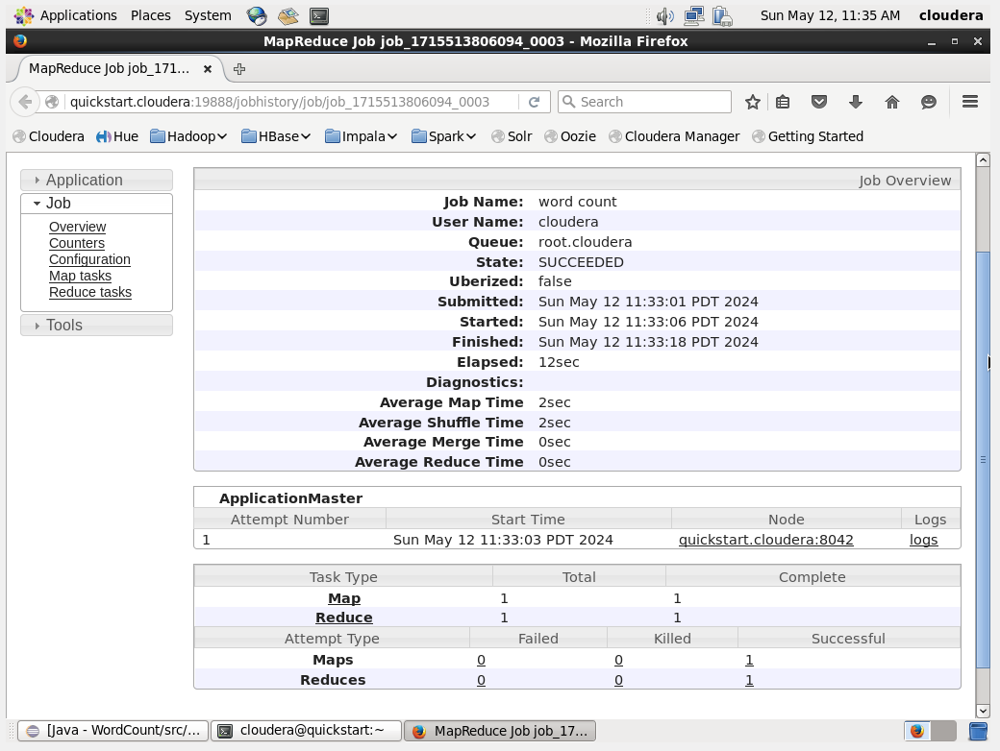 Applications Places System Sun May 12, 11:35 AM cloudera
MapReduce Job job_1715513806094_0003 - Mozilla Firefox
MapReduce Job job_171...
quickstart.cloudera:19888/jobhistory/job/job_1715513806094_0003 Search
Cloudera Hue Hadoop HBase Impala Spark Solr Oozie Cloudera Manager Getting Started
Application
Job
Overview
Counters
Configuration
Map tasks
Reduce tasks
Tools
Job Overview
Job Name: word count
User Name: cloudera
Queue: root.cloudera
State: SUCCEEDED
Uberized: false
Submitted: Sun May 12 11:33:01 PDT 2024
Started: Sun May 12 11:33:06 PDT 2024
Finished: Sun May 12 11:33:18 PDT 2024
Elapsed: 12sec
Diagnostics:
Average Map Time 2sec
Average Shuffle Time 2sec
Average Merge Time 0sec
Average Reduce Time 0sec
ApplicationMaster
Attempt Number Start Time Node Logs
1 Sun May 12 11:33:03 PDT 2024 quickstart.cloudera:8042 logs
Task Type Total Complete
Map 1 1
Reduce 1 1
Attempt Type Failed Killed Successful
Maps 0 0 1
Reduces 0 0 1
[Java - WordCount/src/... cloudera@quickstart:~ MapReduce Job job_17...